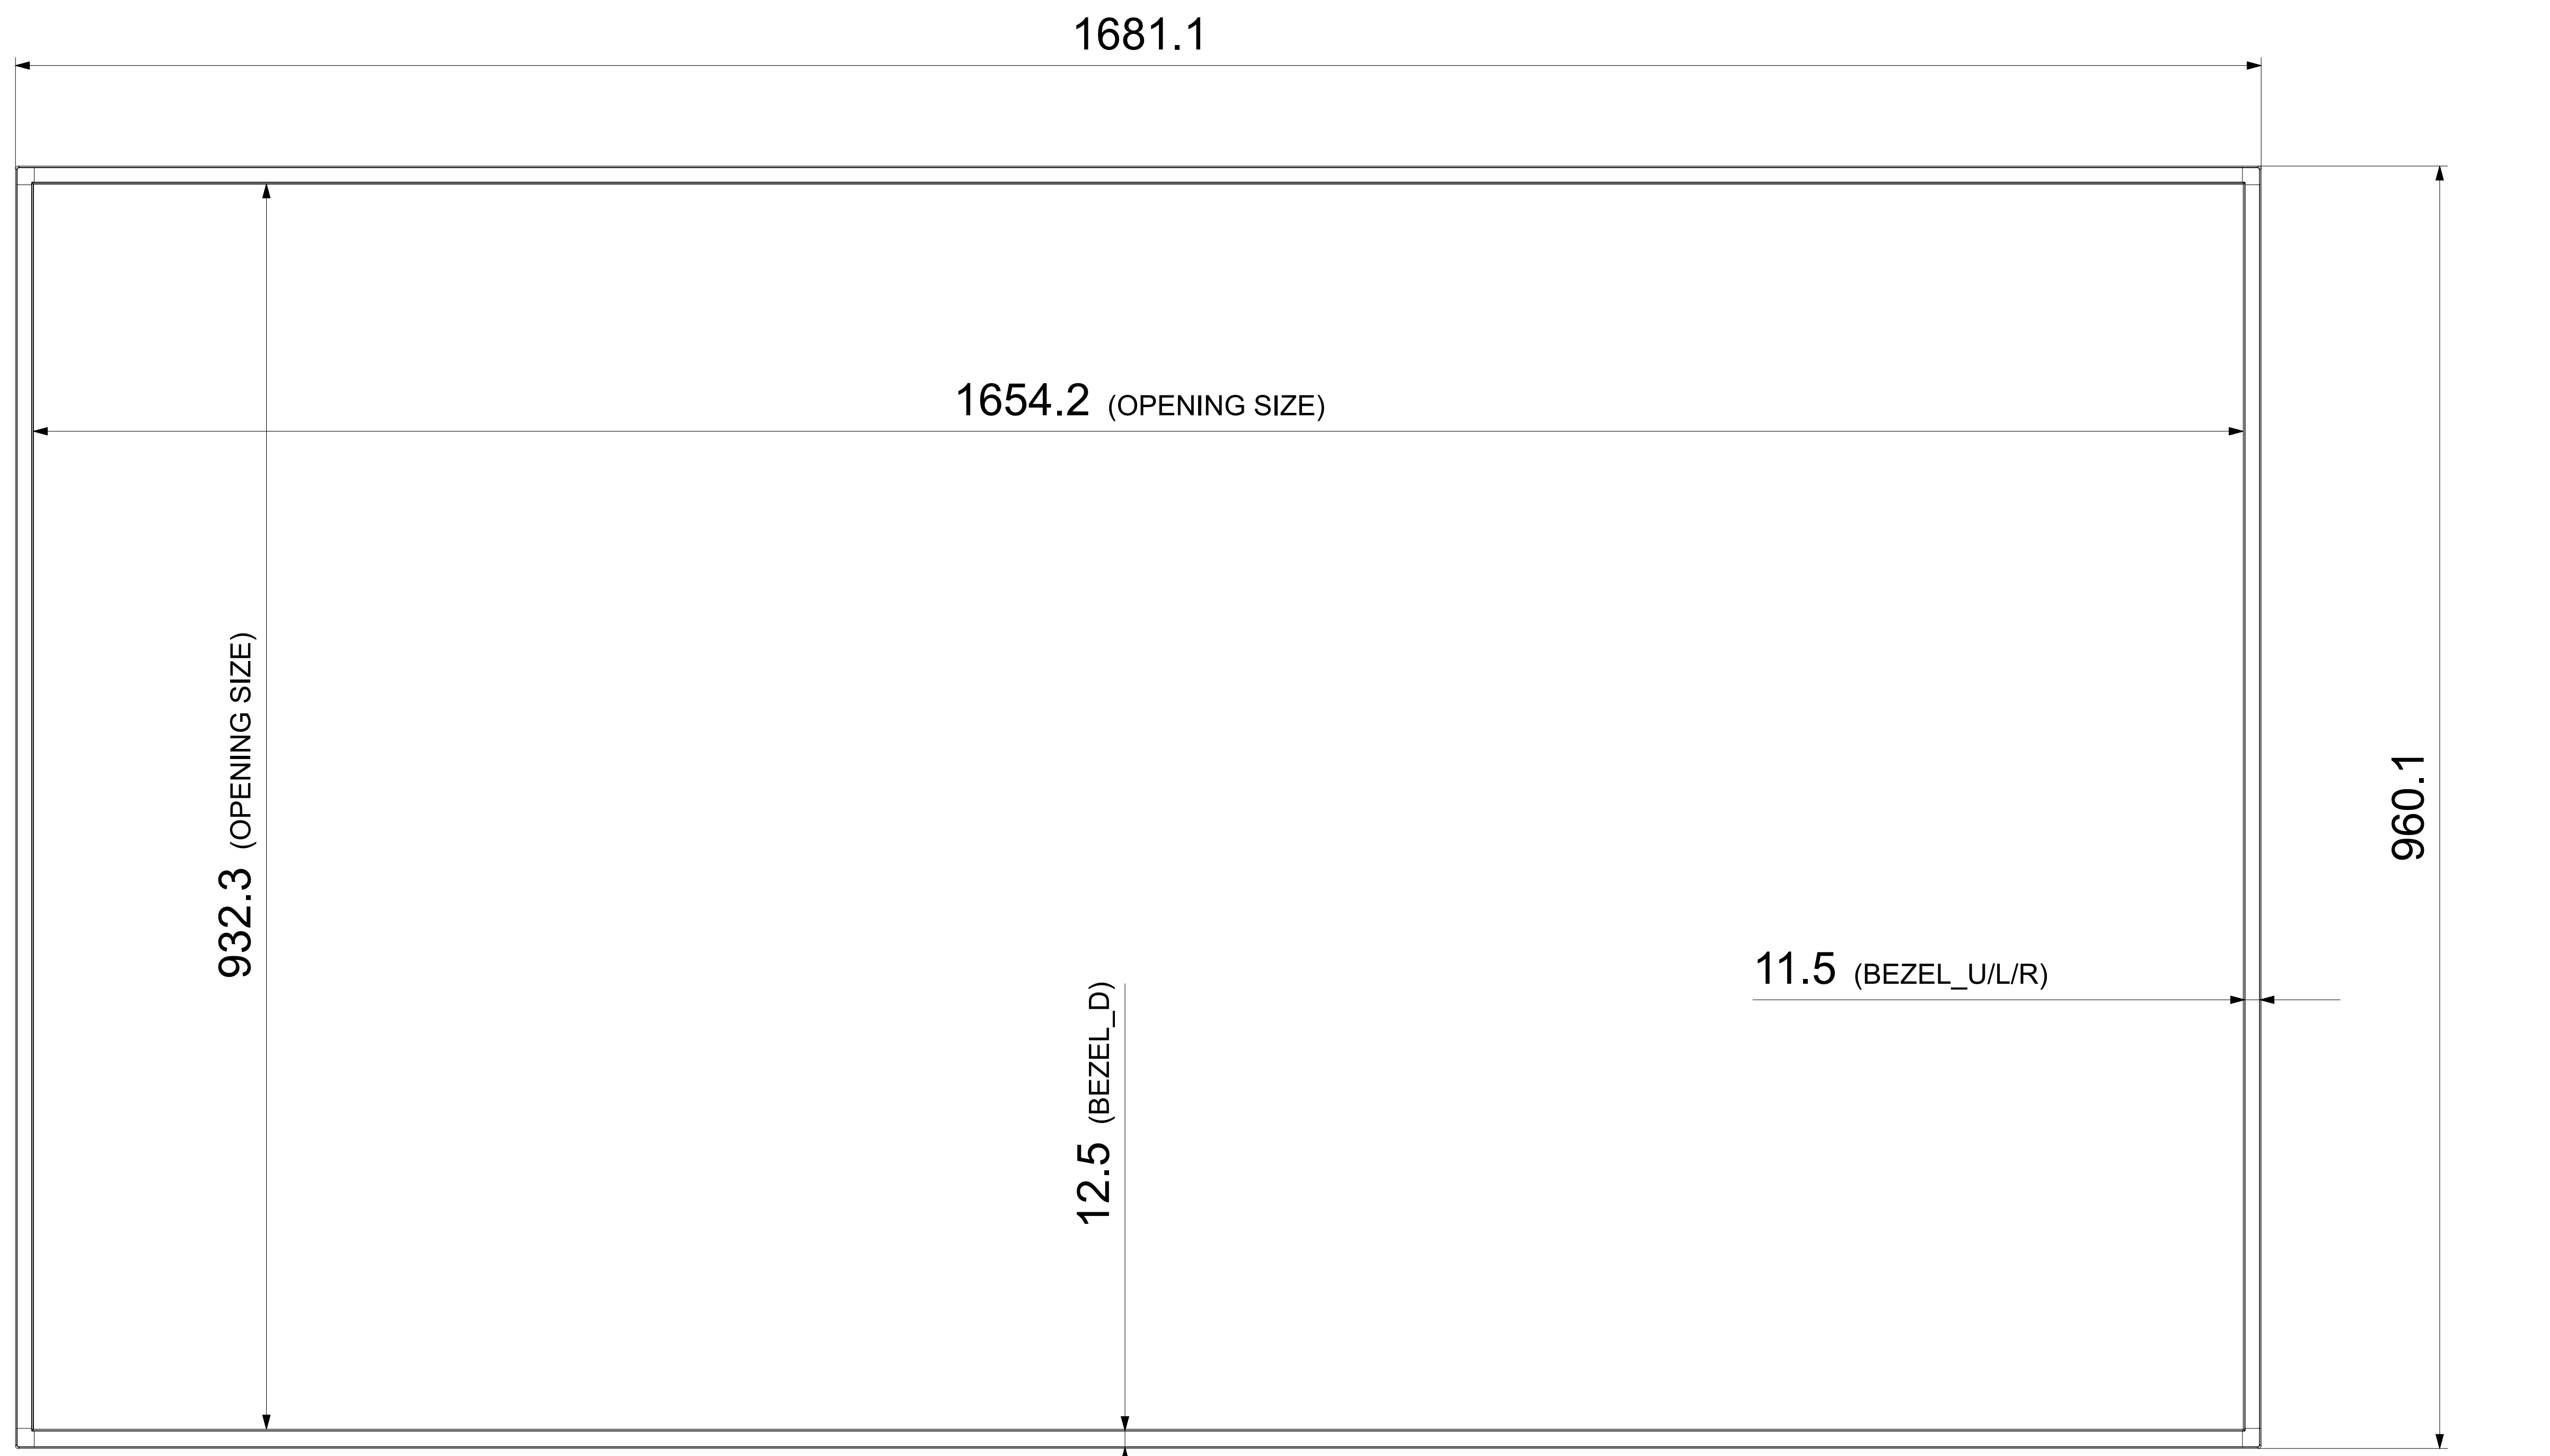 1681.1
1654.2 (OPENING SIZE)
932.3 (OPENING SIZE)
960.1
11.5 (BEZEL_U/L/R)
12.5 (BEZEL_D)